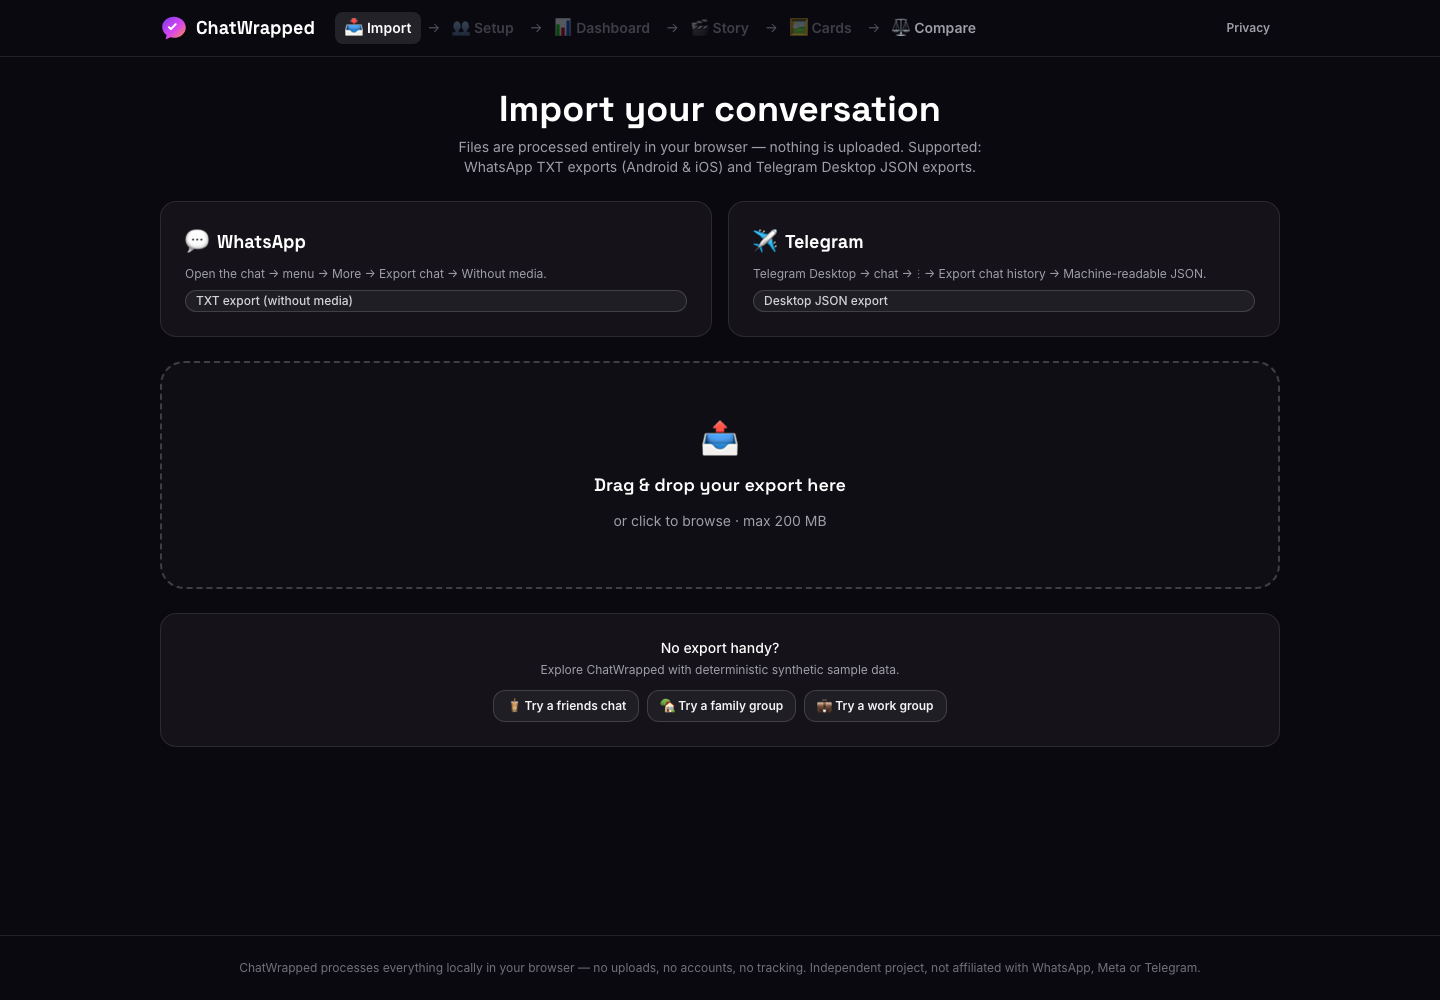 ChatWrapped
Import → Setup → Dashboard → Story → Cards → Compare
Privacy
Import your conversation
Files are processed entirely in your browser — nothing is uploaded. Supported:
WhatsApp TXT exports (Android & iOS) and Telegram Desktop JSON exports.
WhatsApp
Open the chat → menu → More → Export chat → Without media.
TXT export (without media)
Telegram
Telegram Desktop → chat → ⋮ → Export chat history → Machine-readable JSON.
Desktop JSON export
Drag & drop your export here
or click to browse · max 200 MB
No export handy?
Explore ChatWrapped with deterministic synthetic sample data.
Try a friends chat
Try a family group
Try a work group
ChatWrapped processes everything locally in your browser — no uploads, no accounts, no tracking. Independent project, not affiliated with WhatsApp, Meta or Telegram.